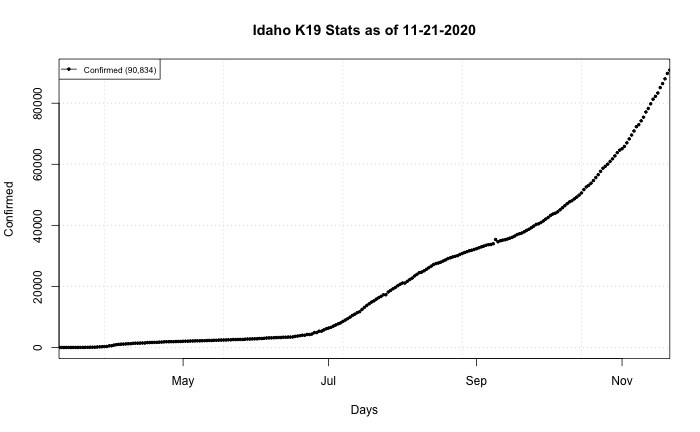 Idaho K19 Stats as of 11-21-2020
Confirmed (90,834)
Confirmed
80000
60000
40000
20000
0
May Jul Sep Nov
Days